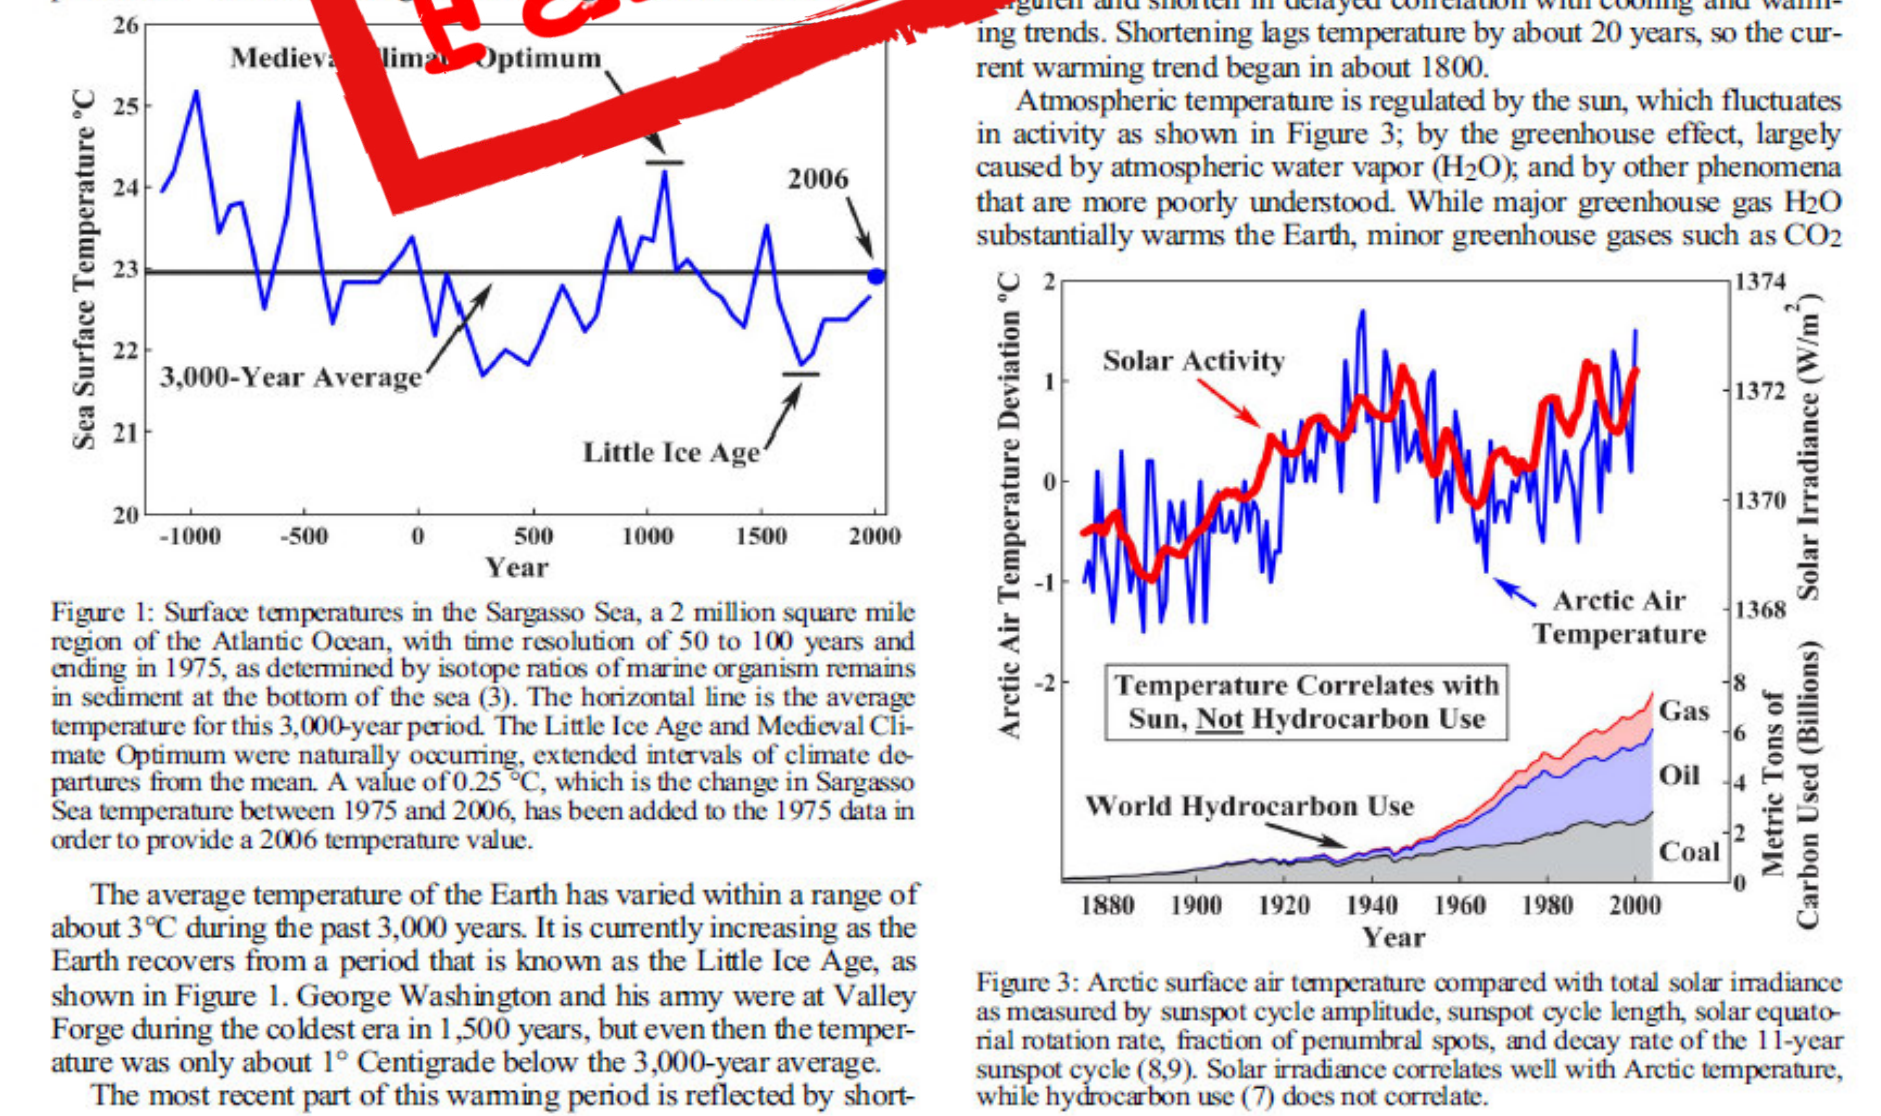 26
Optimum
25
24
2006
23
22
3,000-Year Average
21
Little Ice Age
20
-1000 -500 0 500 1000 1500 2000
Year
Sea Surface Temperature °C
Figure 1: Surface temperatures in the Sargasso Sea, a 2 million square mile
region of the Atlantic Ocean, with time resolution of 50 to 100 years and
ending in 1975, as determined by isotope ratios of marine organism remains
in sediment at the bottom of the sea (3). The horizontal line is the average
temperature for this 3,000-year period. The Little Ice Age and Medieval Cli-
mate Optimum were naturally occurring, extended intervals of climate de-
partures from the mean. A value of 0.25 °C, which is the change in Sargasso
Sea temperature between 1975 and 2006, has been added to the 1975 data in
order to provide a 2006 temperature value.
The average temperature of the Earth has varied within a range of
about 3°C during the past 3,000 years. It is currently increasing as the
Earth recovers from a period that is known as the Little Ice Age, as
shown in Figure 1. George Washington and his army were at Valley
Forge during the coldest era in 1,500 years, but even then the temper-
ature was only about 1° Centigrade below the 3,000-year average.
The most recent part of this warming period is reflected by short-
and shorten in delayed correlation with cooling and warm-
ing trends. Shortening lags temperature by about 20 years, so the cur-
rent warming trend began in about 1800.
Atmospheric temperature is regulated by the sun, which fluctuates
in activity as shown in Figure 3; by the greenhouse effect, largely
caused by atmospheric water vapor (H2O); and by other phenomena
that are more poorly understood. While major greenhouse gas H2O
substantially warms the Earth, minor greenhouse gases such as CO2
2 1374
Solar Activity
1 1372
0 1370
-1 1368
Arctic Air
Temperature
-2 8
Temperature Correlates with
Sun, Not Hydrocarbon Use
Gas
6
Oil
4
World Hydrocarbon Use
2
Coal
0
1880 1900 1920 1940 1960 1980 2000
Year
Arctic Air Temperature Deviation °C
Solar Irradiance (W/m2)
Metric Tons of
Carbon Used (Billions)
Figure 3: Arctic surface air temperature compared with total solar irradiance
as measured by sunspot cycle amplitude, sunspot cycle length, solar equato-
rial rotation rate, fraction of penumbral spots, and decay rate of the 11-year
sunspot cycle (8,9). Solar irradiance correlates well with Arctic temperature,
while hydrocarbon use (7) does not correlate.